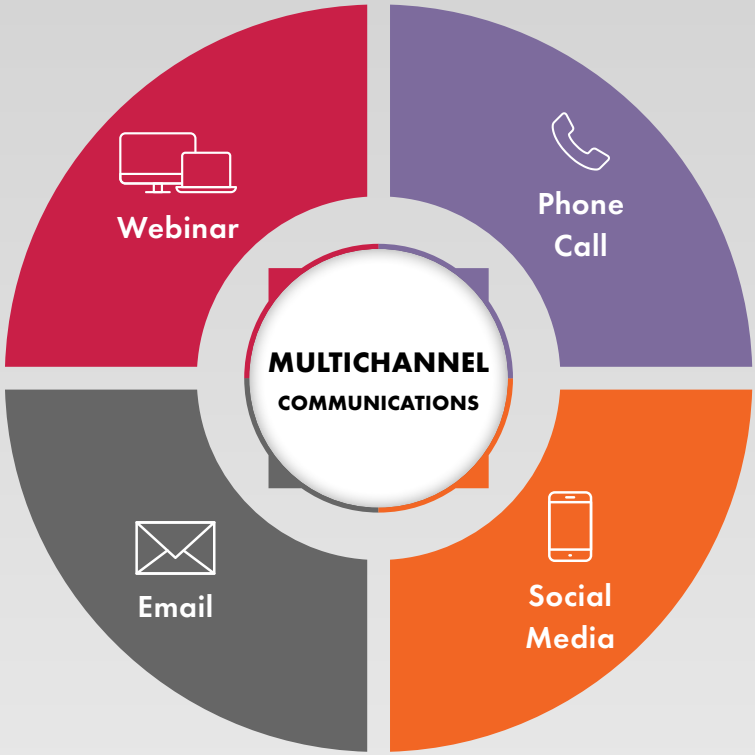 Webinar
Phone
Call
MULTICHANNEL
COMMUNICATIONS
Email
Social
Media